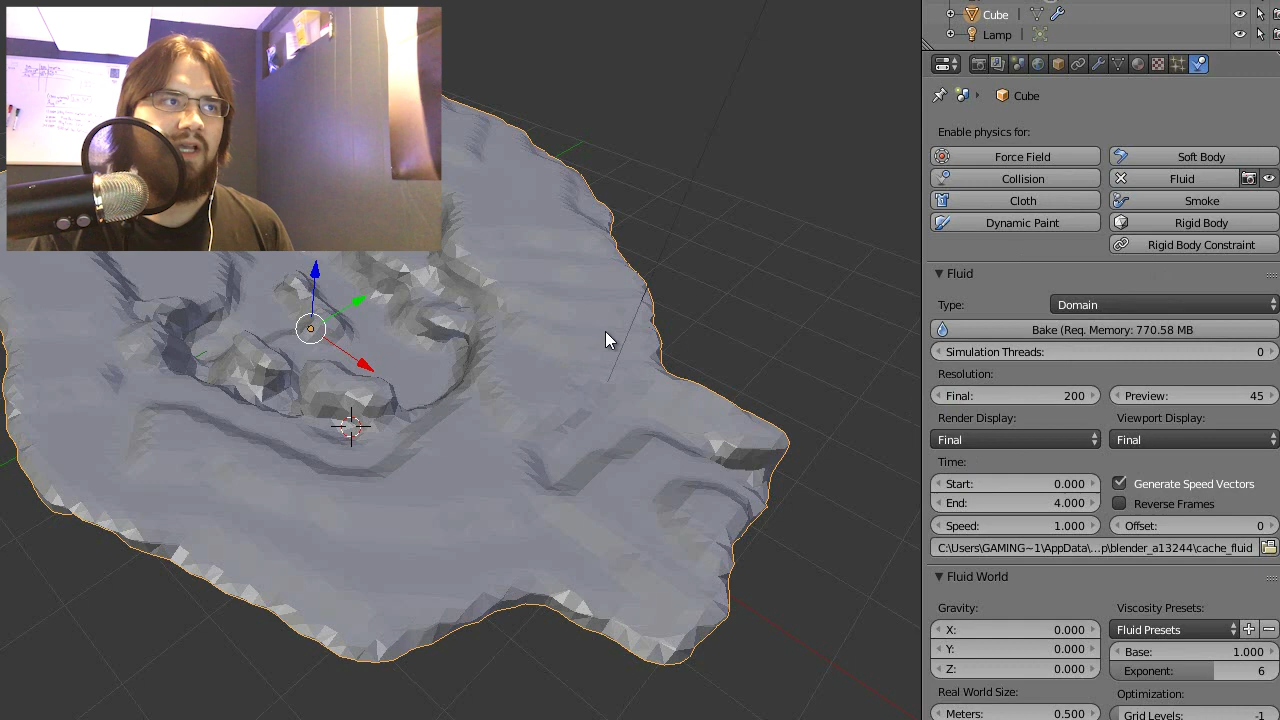 Cube
Lamp
Cube
nable physics for:
Force Field
Soft Body
Collision
Fluid
Cloth
Smoke
Dynamic Paint
Rigid Body
Rigid Body Constraint
Fluid
Type:
Domain
Bake (Req. Memory: 770.58 MB
Simulation Threads: 0
Resolution:
Final: 200
Preview: 45
Render Display:
Viewport Display:
Final
Final
Time:
Start: 0.000
Generate Speed Vectors
End: 4.000
Reverse Frames
Speed: 1.000
Offset: 0
C:\Users\GAMING~1\AppData\...p\blender_a13244\cache_fluid
Fluid World
Gravity:
Viscosity Presets:
X: 0.000
Fluid Presets
Y: 0.000
Base: 1.000
Z: 0.000
Exponent: 6
Real World Size:
Optimization:
Meters: 0.500
Grid Levels: -1